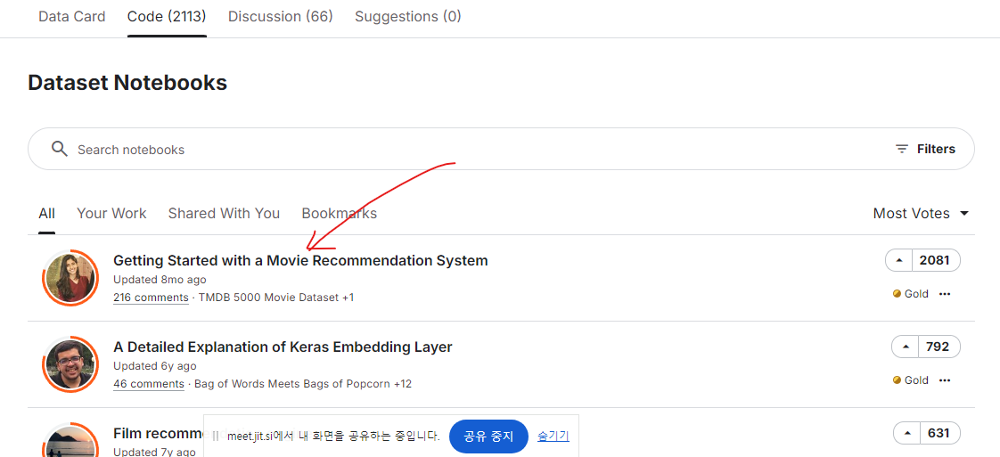 Data Card Code (2113) Discussion (66) Suggestions (0)
Dataset Notebooks
Search notebooks Filters
All Your Work Shared With You Bookmarks Most Votes
Getting Started with a Movie Recommendation System 2081
Updated 8mo ago
216 comments · TMDB 5000 Movie Dataset +1 Gold
A Detailed Explanation of Keras Embedding Layer 792
Updated 6y ago
46 comments · Bag of Words Meets Bags of Popcorn +12 Gold
Film 631
meet.jit.si에서 내 화면을 공유하는 중입니다. 공유 중지 숨기기
Updated 7y ago